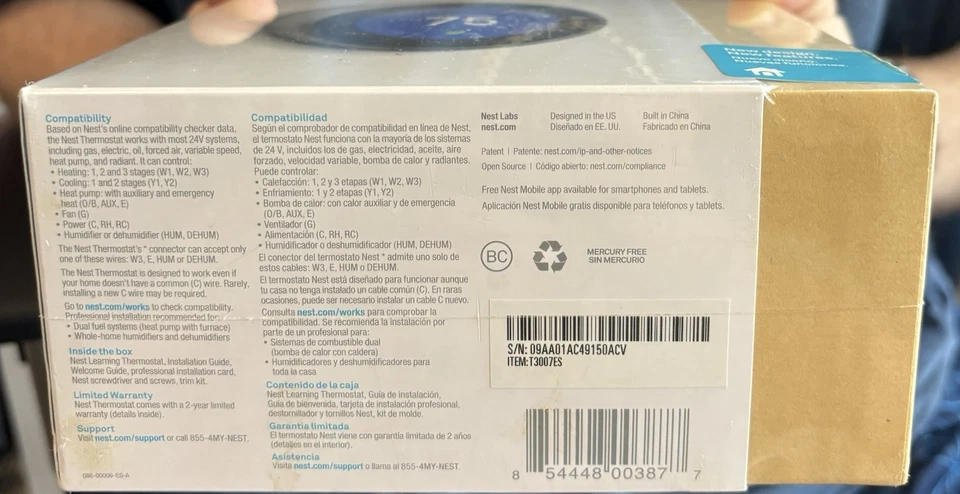 75
New design.
New features.
Nuevo diseño.
Nuevas funciones.
Compatibility
Based on Nest's online compatibility checker data,
the Nest Thermostat works with most 24V systems,
including gas, electric, oil, forced air, variable speed,
heat pump, and radiant. It can control:
• Heating: 1, 2 and 3 stages (W1, W2, W3)
• Cooling: 1 and 2 stages (Y1, Y2)
• Heat pump: with auxiliary and emergency
heat (O/B, AUX, E)
• Fan (G)
• Power (C, RH, RC)
• Humidifier or dehumidifier (HUM, DEHUM)
The Nest Thermostat's * connector can accept only
one of these wires: W3, E, HUM or DEHUM.
The Nest Thermostat is designed to work even if
your home doesn't have a common (C) wire. Rarely,
installing a new C wire may be required.
Go to nest.com/works to check compatibility.
Professional installation recommended for:
• Dual fuel systems (heat pump with furnace)
• Whole-home humidifiers and dehumidifiers
Inside the box
Nest Learning Thermostat, Installation Guide,
Welcome Guide, professional installation card,
Nest screwdriver and screws, trim kit.
Limited Warranty
Nest Thermostat comes with a 2-year limited
warranty (details inside).
Support
Visit nest.com/support or call 855-4MY-NEST.
086-00009-ES-A
Compatibilidad
Según el comprobador de compatibilidad en línea de Nest,
el termostato Nest funciona con la mayoría de los sistemas
de 24 V, incluidos los de gas, electricidad, aceite, aire
forzado, velocidad variable, bomba de calor y radiantes.
Puede controlar:
• Calefacción: 1, 2 y 3 etapas (W1, W2, W3)
• Enfriamiento: 1 y 2 etapas (Y1, Y2)
• Bomba de calor: con calor auxiliar y de emergencia
(O/B, AUX, E)
• Ventilador (G)
• Alimentación (C, RH, RC)
• Humidificador o deshumidificador (HUM, DEHUM)
El conector del termostato Nest * admite uno solo de
estos cables: W3, E, HUM o DEHUM.
El termostato Nest está diseñado para funcionar aunque
tu casa no tenga instalado un cable común (C). En raras
ocasiones, puede ser necesario instalar un cable C nuevo.
Consulta nest.com/works para comprobar la
compatibilidad. Se recomienda la instalación por
parte de un profesional para:
• Sistemas de combustible dual
(bomba de calor con caldera)
• Humidificadores y deshumidificadores para
toda la casa
Contenido de la caja
Nest Learning Thermostat, Guía de instalación,
Guía de bienvenida, tarjeta de instalación profesional,
destornillador y tornillos Nest, kit de molde.
Garantía limitada
El termostato Nest viene con garantía limitada de 2 años
(detalles en el interior).
Asistencia
Visita nest.com/support o llama al 855-4MY-NEST.
Nest Labs
nest.com
Designed in the US
Diseñado en EE. UU.
Built in China
Fabricado en China
Patent | Patente: nest.com/ip-and-other-notices
Open Source | Código abierto: nest.com/compliance
Free Nest Mobile app available for smartphones and tablets.
Aplicación Nest Mobile gratis disponible para teléfonos y tablets.
BC
MERCURY FREE
SIN MERCURIO
S/N: 09AA01AC49150ACV
ITEM:T3007ES
8 54448 00387 7